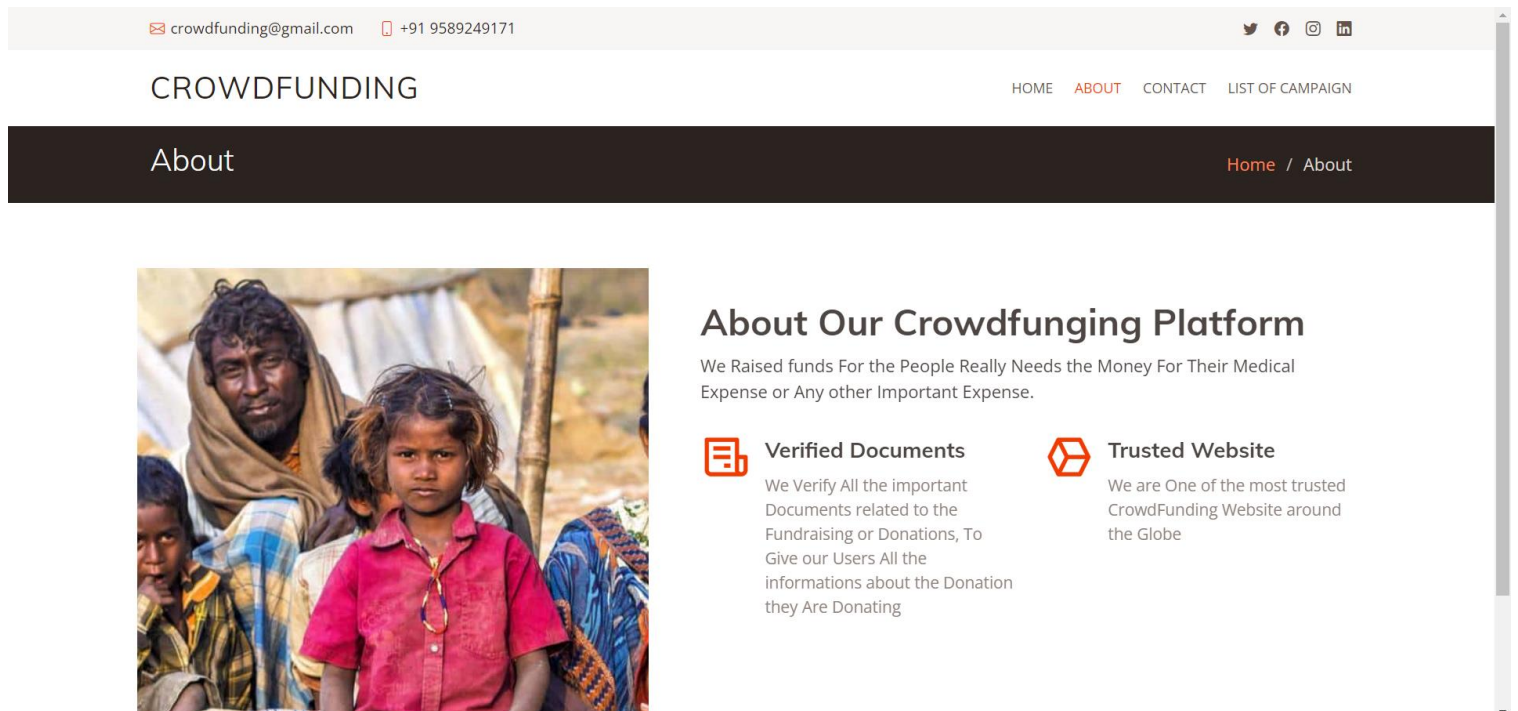 crowdfunding@gmail.com +91 9589249171
CROWDFUNDING
HOME ABOUT CONTACT LIST OF CAMPAIGN
About
Home / About
About Our Crowdfunging Platform
We Raised funds For the People Really Needs the Money For Their Medical
Expense or Any other Important Expense.
Verified Documents
We Verify All the important
Documents related to the
Fundraising or Donations, To
Give our Users All the
informations about the Donation
they Are Donating
Trusted Website
We are One of the most trusted
CrowdFunding Website around
the Globe